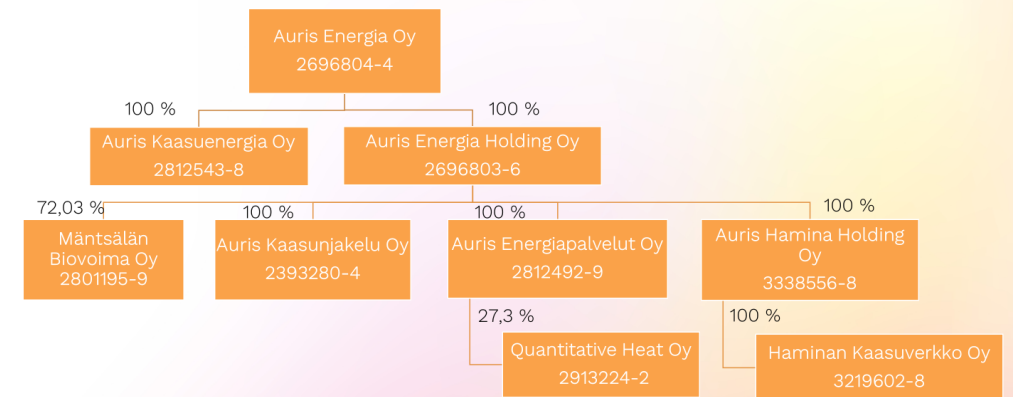 Auris Energia Oy
2696804-4
100 %
100 %
Auris Kaasuenergia Oy
2812543-8
Auris Energia Holding Oy
2696803-6
72,03 %
100 %
100 %
100 %
Mäntsälän
Biovoima Oy
2801195-9
Auris Kaasunjakelu Oy
2393280-4
Auris Energiapalvelut Oy
2812492-9
Auris Hamina Holding
Oy
3338556-8
27,3 %
100 %
Quantitative Heat Oy
2913224-2
Haminan Kaasuverkko Oy
3219602-8